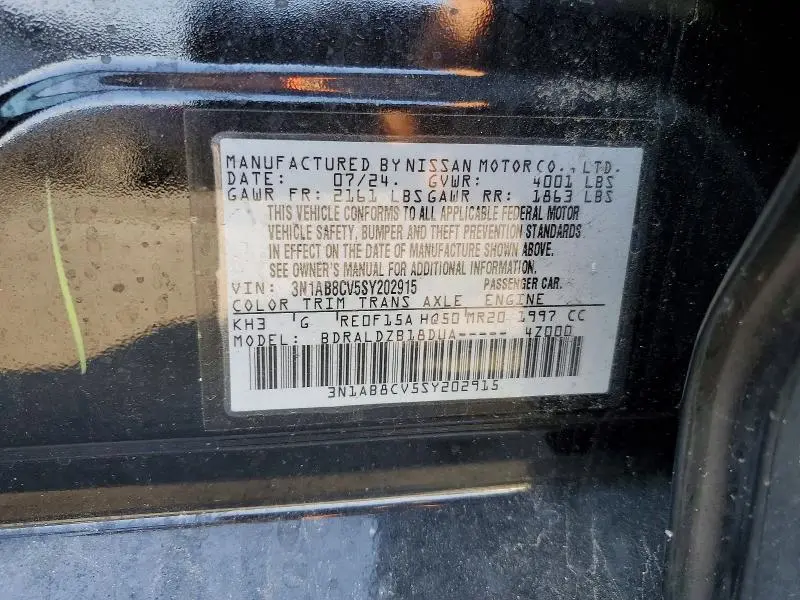 MANUFACTURED BY NISSAN MOTOR CO., LTD.
DATE: 07/24. GVWR: 4001 LBS
GAWR FR: 2161 LBS GAWR RR: 1863 LBS
THIS VEHICLE CONFORMS TO ALL APPLICABLE FEDERAL MOTOR
VEHICLE SAFETY, BUMPER AND THEFT PREVENTION STANDARDS
IN EFFECT ON THE DATE OF MANUFACTURE SHOWN ABOVE.
SEE OWNER'S MANUAL FOR ADDITIONAL INFORMATION.
VIN: 3N1AB8CV5SY202915 PASSENGER CAR.
COLOR TRIM TRANS AXLE ENGINE
KH3 G RE0F15A HQ50 MR20 1997 CC
MODEL: BDRALDZB18DUA----- 4Z000
3N1AB8CV5SY202915